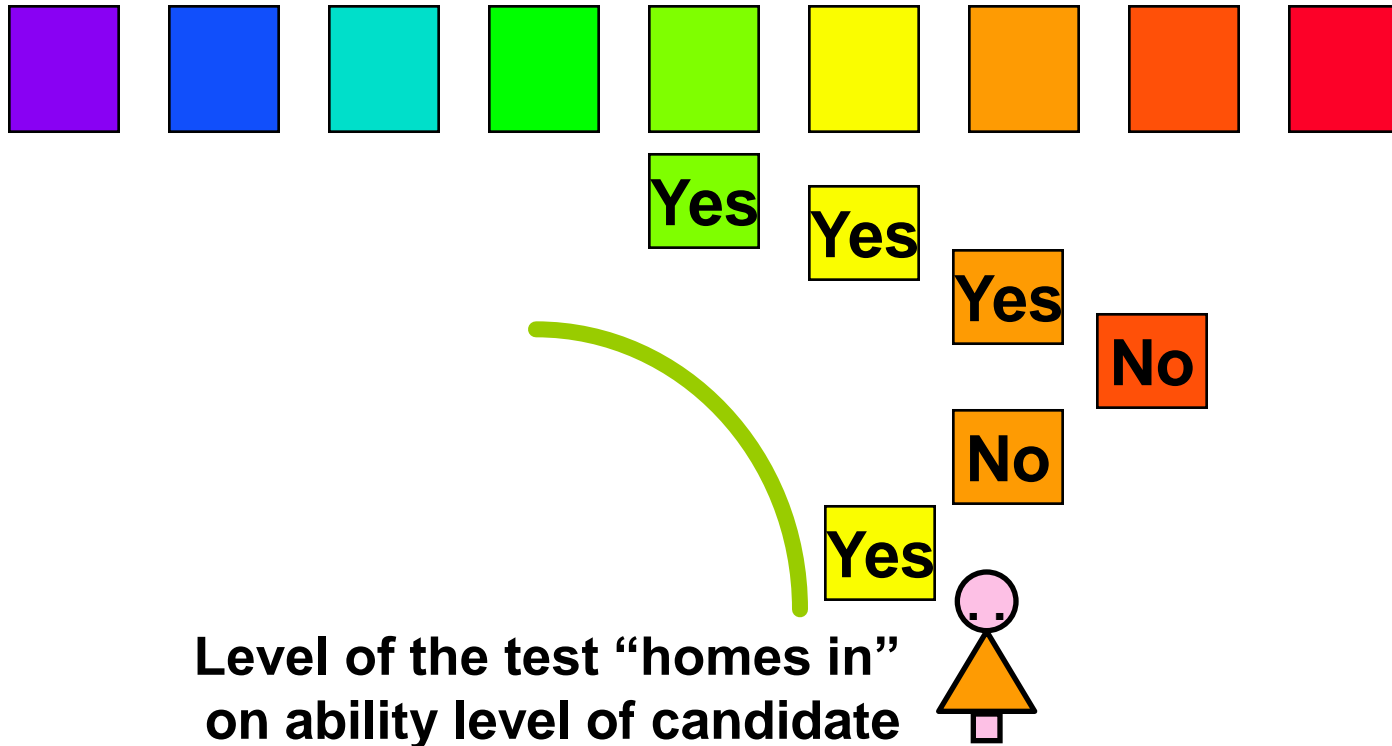 Yes
Yes
Yes
No
No
Yes
Level of the test “homes in”
on ability level of candidate